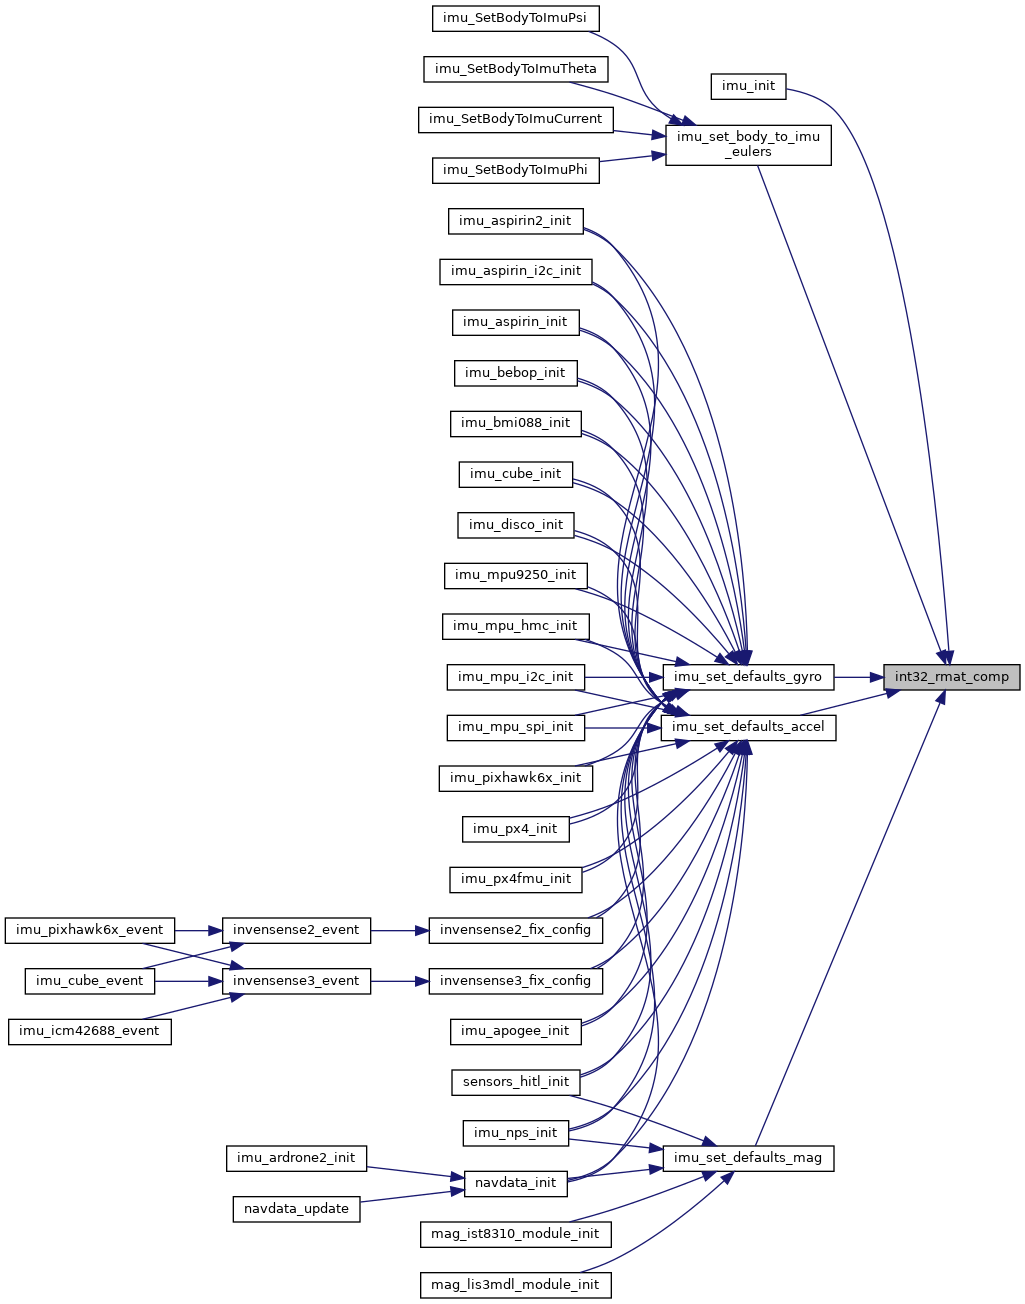 imu_SetBodyToImuPsi
imu_SetBodyToImuTheta
imu_init
imu_SetBodyToImuCurrent
imu_set_body_to_imu
_eulers
imu_SetBodyToImuPhi
imu_aspirin2_init
imu_aspirin_i2c_init
imu_aspirin_init
imu_bebop_init
imu_bmi088_init
imu_cube_init
imu_disco_init
imu_mpu9250_init
imu_mpu_hmc_init
imu_mpu_i2c_init
imu_set_defaults_gyro
int32_rmat_comp
imu_mpu_spi_init
imu_set_defaults_accel
imu_pixhawk6x_init
imu_px4_init
imu_px4fmu_init
imu_pixhawk6x_event
invensense2_event
invensense2_fix_config
imu_cube_event
invensense3_event
invensense3_fix_config
imu_icm42688_event
imu_apogee_init
sensors_hitl_init
imu_nps_init
imu_ardrone2_init
imu_set_defaults_mag
navdata_init
navdata_update
mag_ist8310_module_init
mag_lis3mdl_module_init